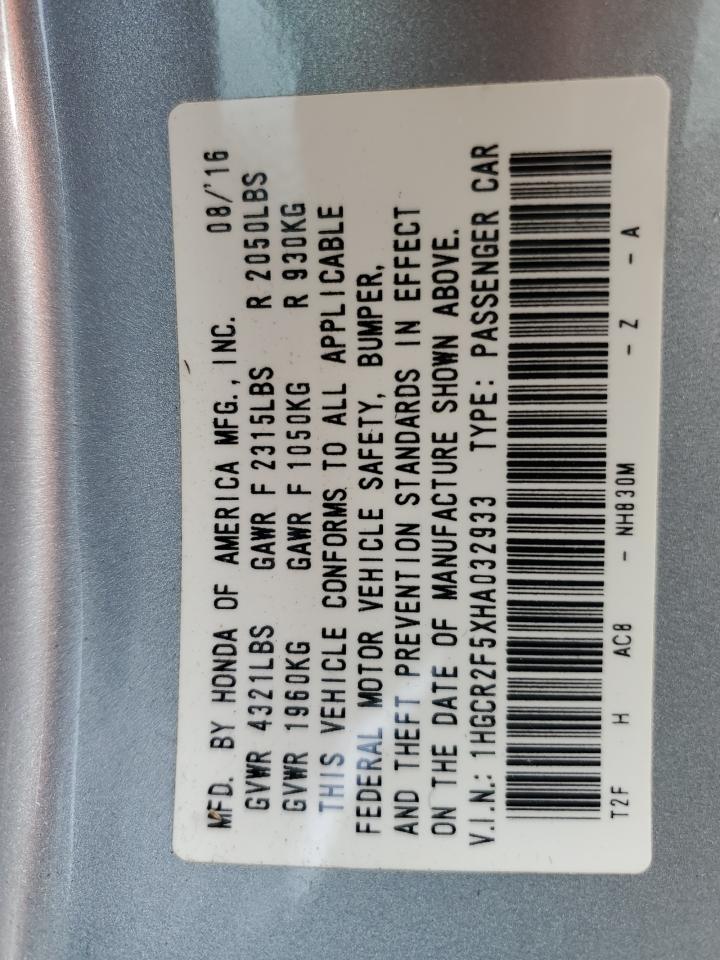 MFD. BY HONDA OF AMERICA MFG., INC. 08/'16
GVWR 4321LBS GAWR F 2315LBS R 2050LBS
GVWR 1960KG GAWR F 1050KG R 930KG
THIS VEHICLE CONFORMS TO ALL APPLICABLE
FEDERAL MOTOR VEHICLE SAFETY, BUMPER,
AND THEFT PREVENTION STANDARDS IN EFFECT
ON THE DATE OF MANUFACTURE SHOWN ABOVE.
V.I.N.: 1HGCR2F5XHA032933 TYPE: PASSENGER CAR
T2F H AC8 - NH830M - Z - A